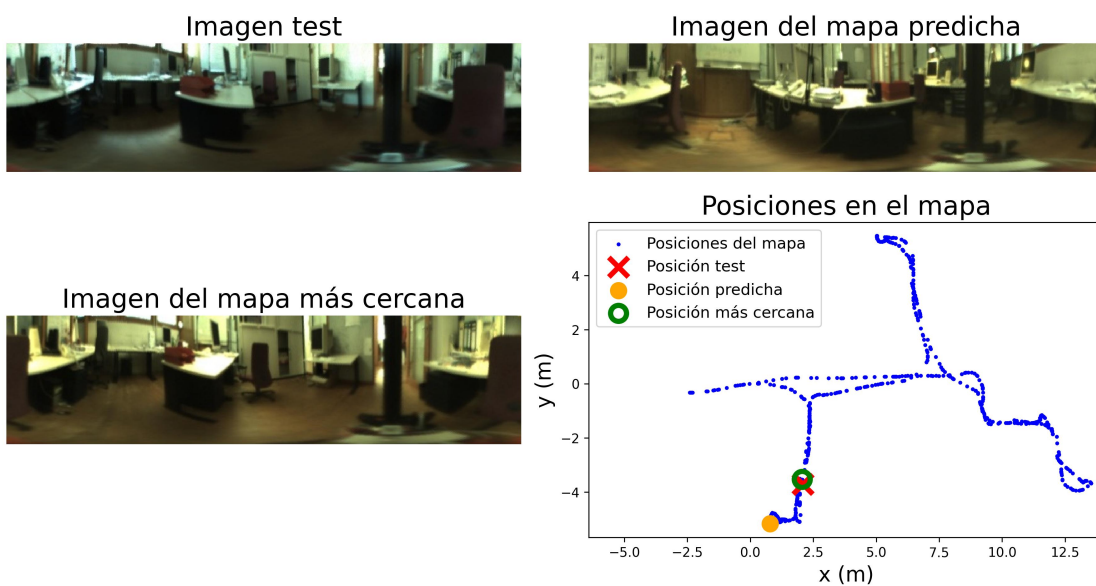 Imagen test
Imagen del mapa predicha
Imagen del mapa más cercana
Posiciones en el mapa
Posiciones del mapa
Posición test
Posición predicha
Posición más cercana
4
2
0
−2
−4
y (m)
−5.0 −2.5 0.0 2.5 5.0 7.5 10.0 12.5
x (m)